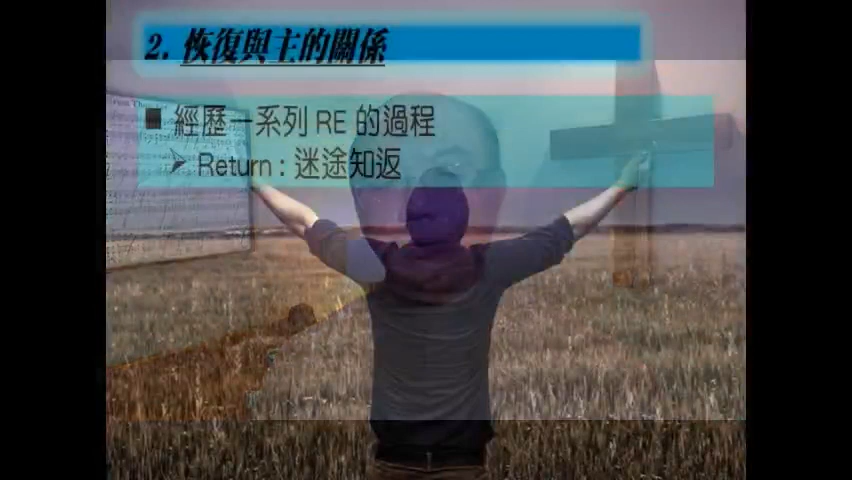 2. 恢復與主的關係
■ 經歷一系列 RE 的過程
➢ Return : 迷途知返